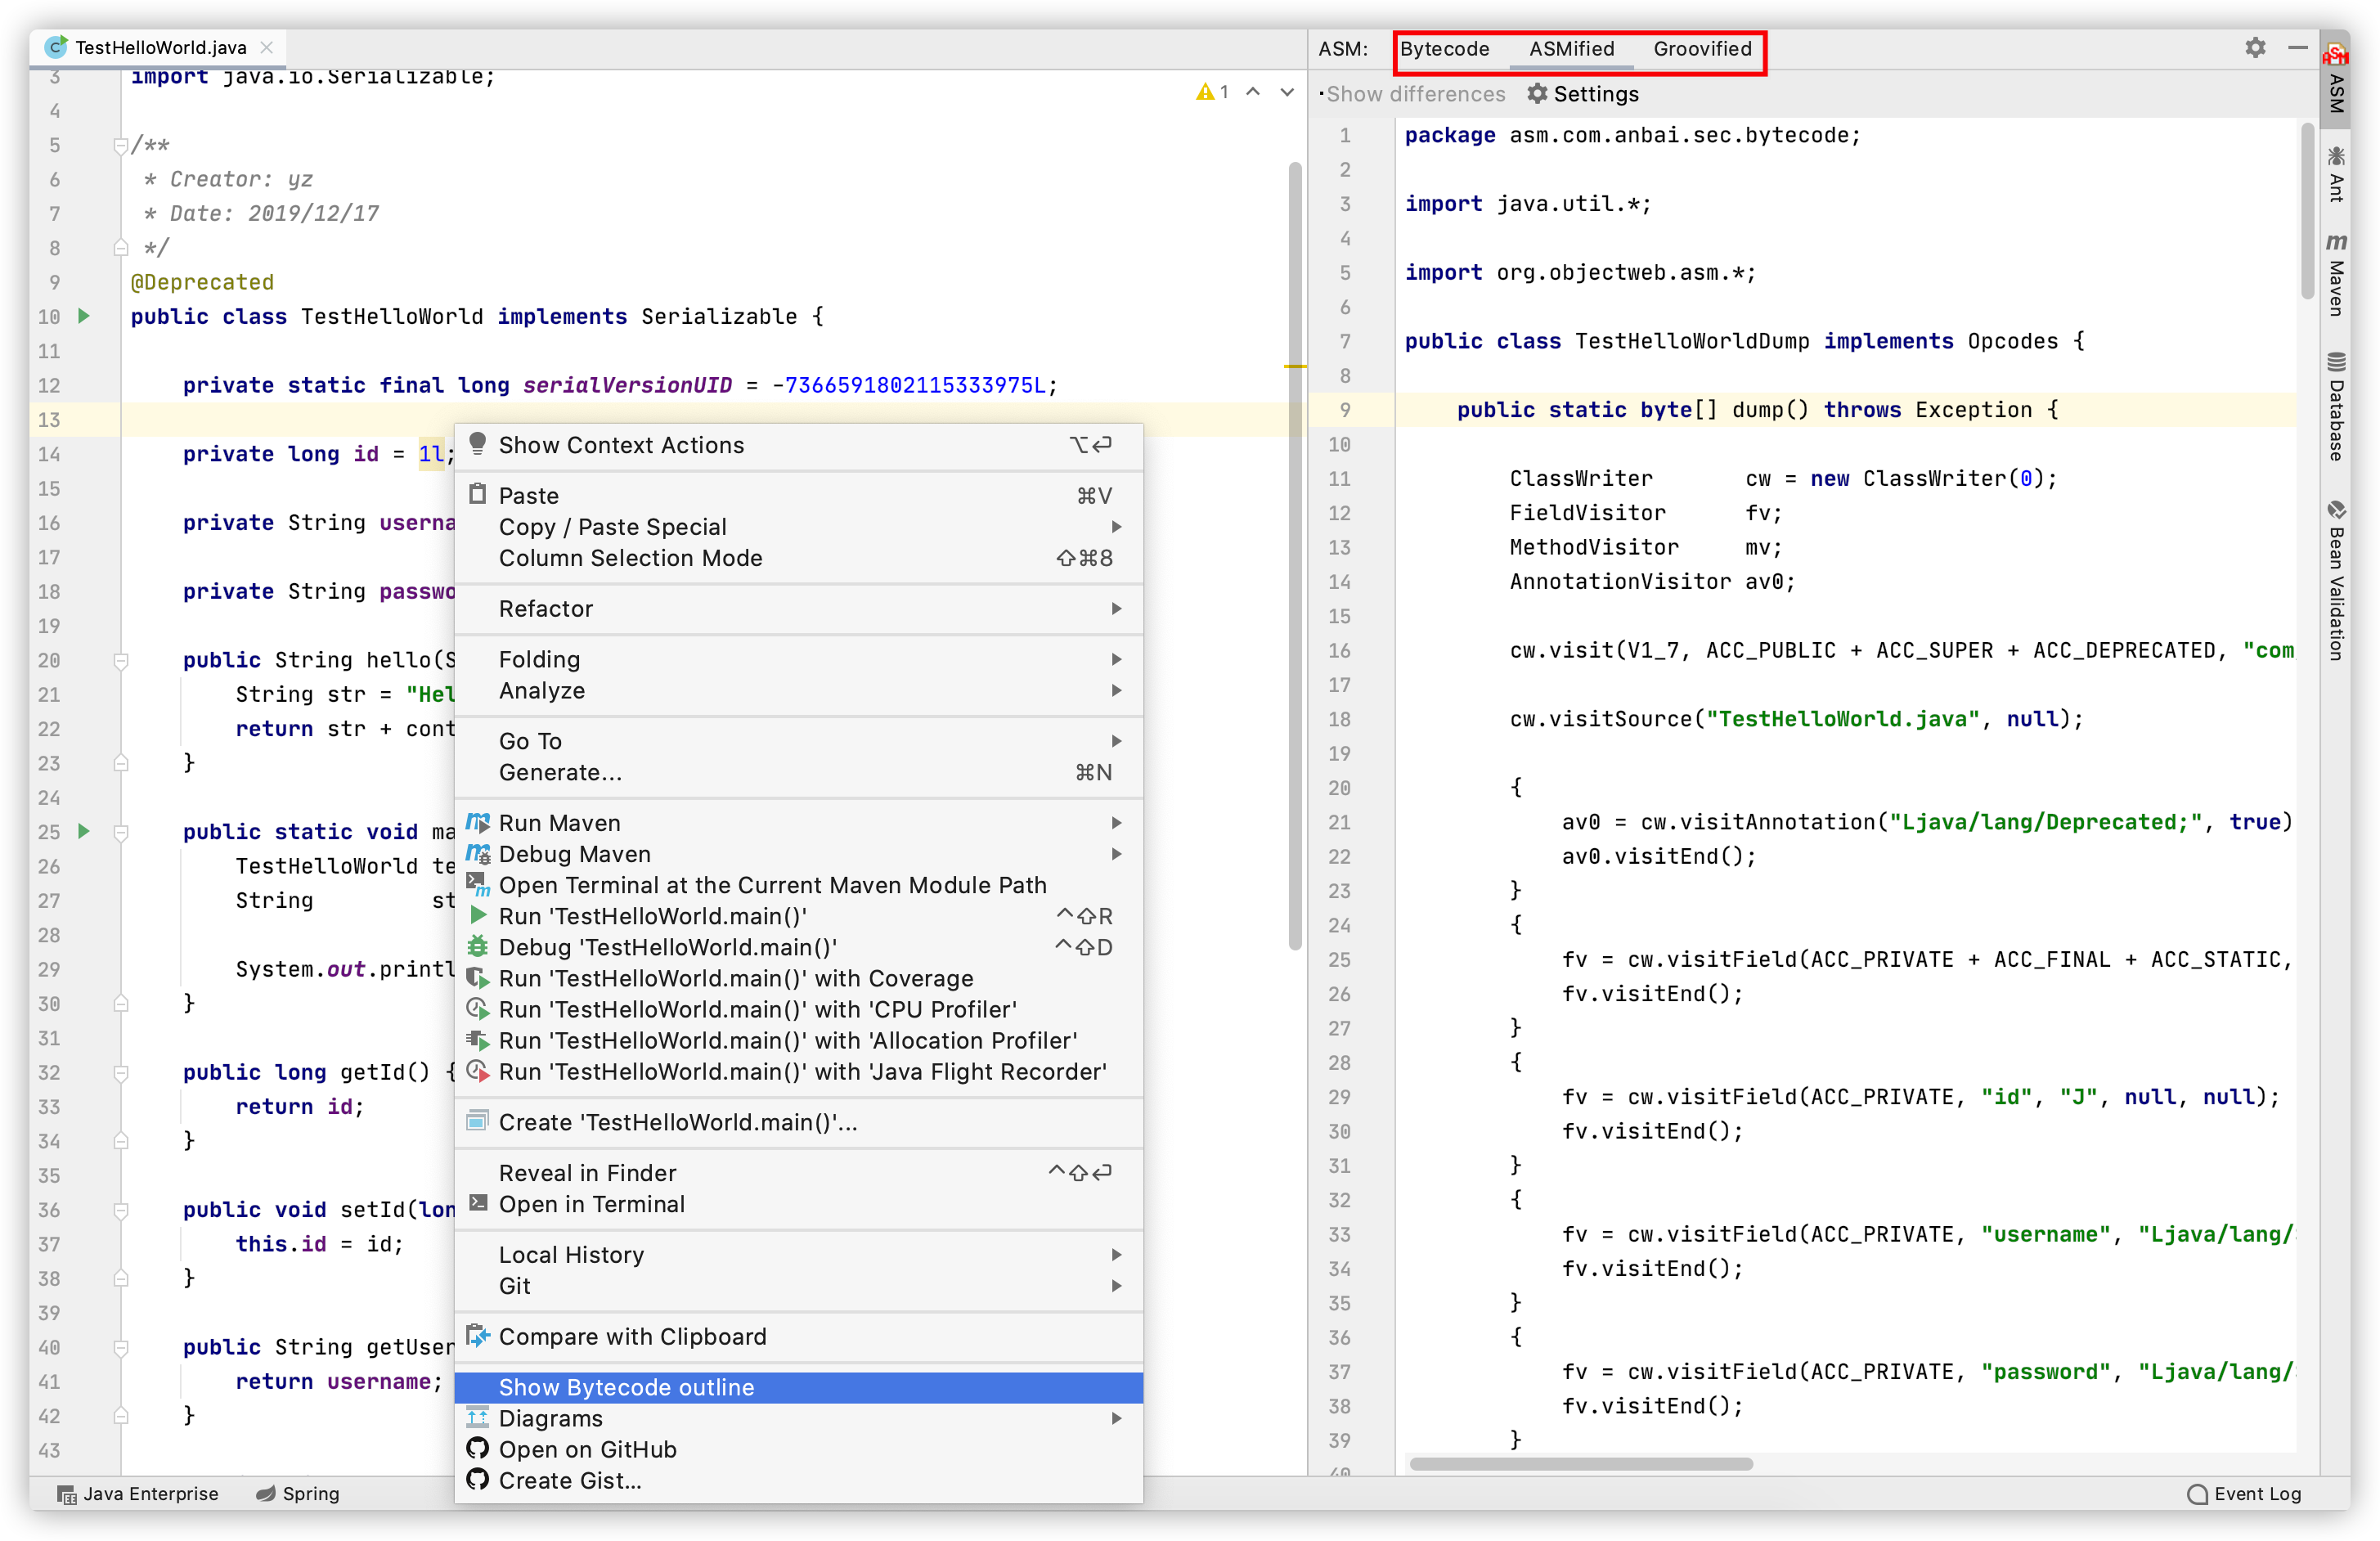 TestHelloWorld.java
1
3 import java.io.Serializable;
4
5 /**
6 * Creator: yz
7 * Date: 2019/12/17
8 */
9 @Deprecated
10 public class TestHelloWorld implements Serializable {
11
12 private static final long serialVersionUID = -7366591802115333975L;
13
14 private long id = 1l;
15
16 private String userna
17
18 private String passwo
19
20 public String hello(S
21 String str = "Hel
22 return str + cont
23 }
24
25 public static void ma
26 TestHelloWorld te
27 String st
28
29 System.out.printl
30 }
31
32 public long getId() {
33 return id;
34 }
35
36 public void setId(lon
37 this.id = id;
38 }
39
40 public String getUser
41 return username;
42 }
43
Show Context Actions ⌥⏎
Paste ⌘V
Copy / Paste Special
Column Selection Mode ⇧⌘8
Refactor
Folding
Analyze
Go To
Generate... ⌘N
Run Maven
Debug Maven
Open Terminal at the Current Maven Module Path
Run 'TestHelloWorld.main()' ^⇧R
Debug 'TestHelloWorld.main()' ^⇧D
Run 'TestHelloWorld.main()' with Coverage
Run 'TestHelloWorld.main()' with 'CPU Profiler'
Run 'TestHelloWorld.main()' with 'Allocation Profiler'
Run 'TestHelloWorld.main()' with 'Java Flight Recorder'
Create 'TestHelloWorld.main()'...
Reveal in Finder ^⇧⏎
Open in Terminal
Local History
Git
Compare with Clipboard
Show Bytecode outline
Diagrams
Open on GitHub
Create Gist...
ASM: Bytecode ASMified Groovified
Show differences Settings
1 package asm.com.anbai.sec.bytecode;
2
3 import java.util.*;
4
5 import org.objectweb.asm.*;
6
7 public class TestHelloWorldDump implements Opcodes {
8
9 public static byte[] dump() throws Exception {
10
11 ClassWriter cw = new ClassWriter(0);
12 FieldVisitor fv;
13 MethodVisitor mv;
14 AnnotationVisitor av0;
15
16 cw.visit(V1_7, ACC_PUBLIC + ACC_SUPER + ACC_DEPRECATED, "com
17
18 cw.visitSource("TestHelloWorld.java", null);
19
20 {
21 av0 = cw.visitAnnotation("Ljava/lang/Deprecated;", true)
22 av0.visitEnd();
23 }
24 {
25 fv = cw.visitField(ACC_PRIVATE + ACC_FINAL + ACC_STATIC,
26 fv.visitEnd();
27 }
28 {
29 fv = cw.visitField(ACC_PRIVATE, "id", "J", null, null);
30 fv.visitEnd();
31 }
32 {
33 fv = cw.visitField(ACC_PRIVATE, "username", "Ljava/lang/
34 fv.visitEnd();
35 }
36 {
37 fv = cw.visitField(ACC_PRIVATE, "password", "Ljava/lang/
38 fv.visitEnd();
39 }
40
ASM
Ant
Maven
Database
Bean Validation
Java Enterprise
Spring
Event Log